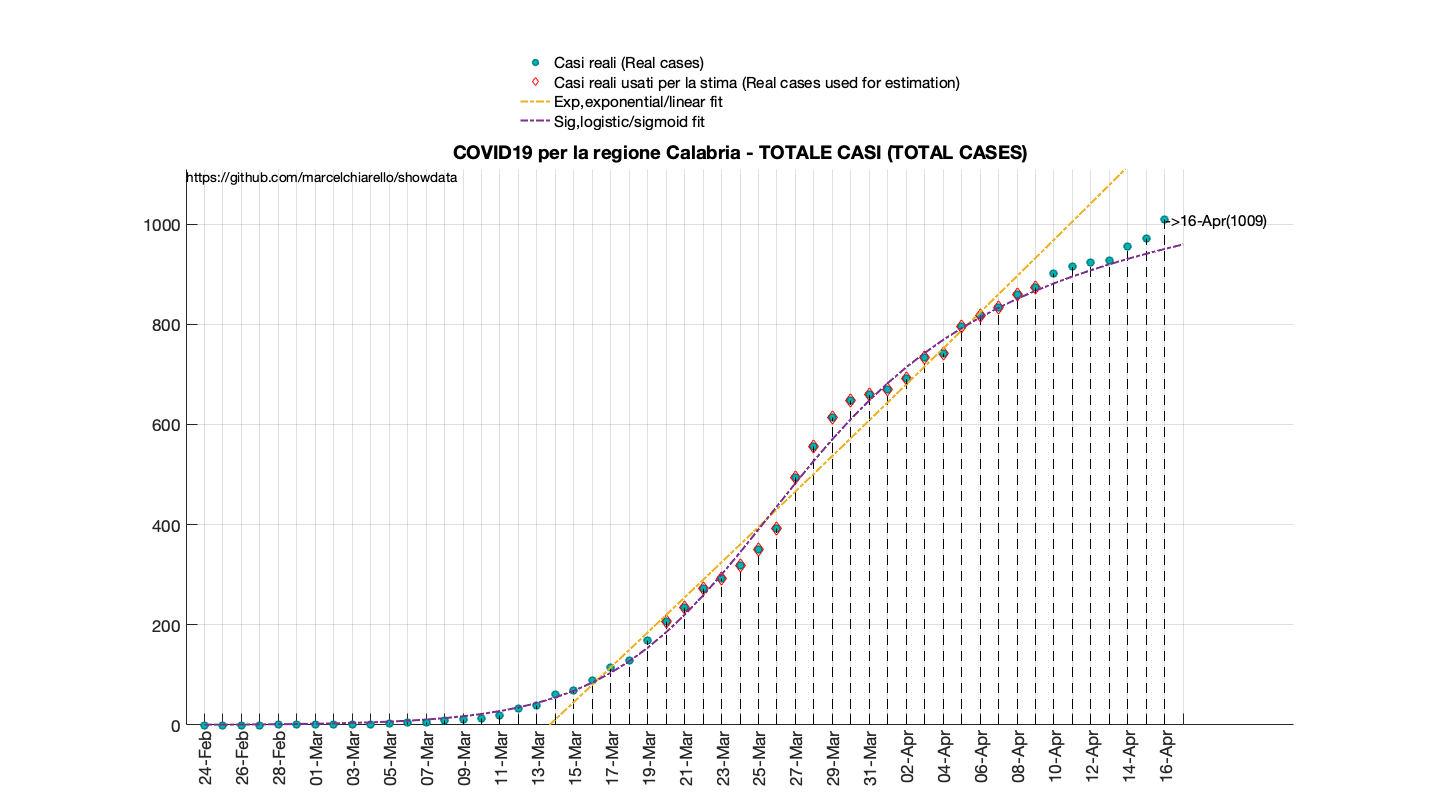 Casi reali (Real cases)
Casi reali usati per la stima (Real cases used for estimation)
Exp,exponential/linear fit
Sig,logistic/sigmoid fit
COVID19 per la regione Calabria - TOTALE CASI (TOTAL CASES)
https://github.com/marcelchiarello/showdata
1000
800
600
400
200
0
->16-Apr(1009)
24-Feb
26-Feb
28-Feb
01-Mar
03-Mar
05-Mar
07-Mar
09-Mar
11-Mar
13-Mar
15-Mar
17-Mar
19-Mar
21-Mar
23-Mar
25-Mar
27-Mar
29-Mar
31-Mar
02-Apr
04-Apr
06-Apr
08-Apr
10-Apr
12-Apr
14-Apr
16-Apr